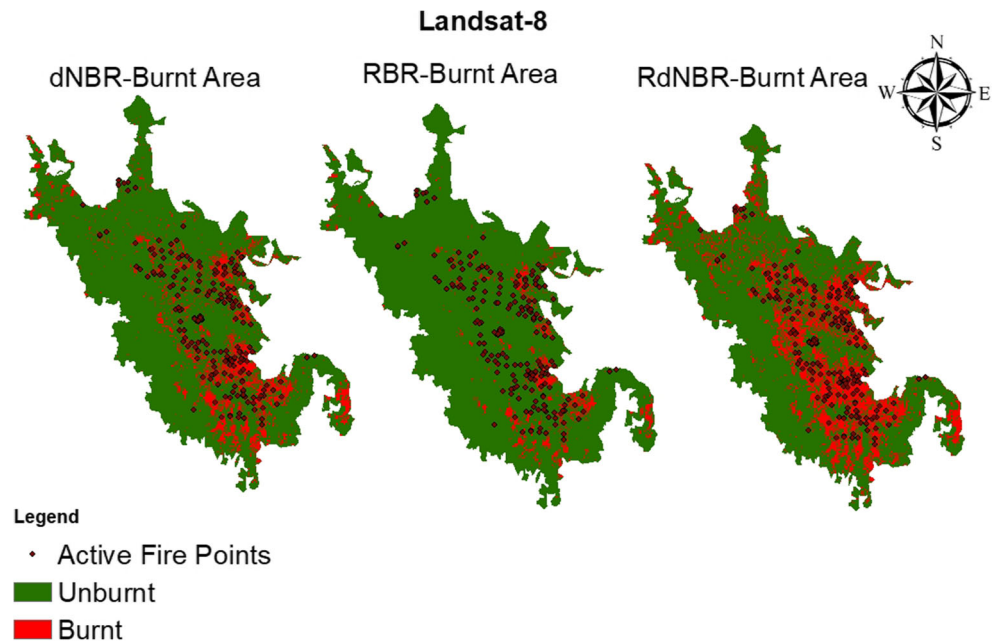 Landsat-8
dNBR-Burnt Area
RBR-Burnt Area
RdNBR-Burnt Area
N
W
E
S
Legend
Active Fire Points
Unburnt
Burnt